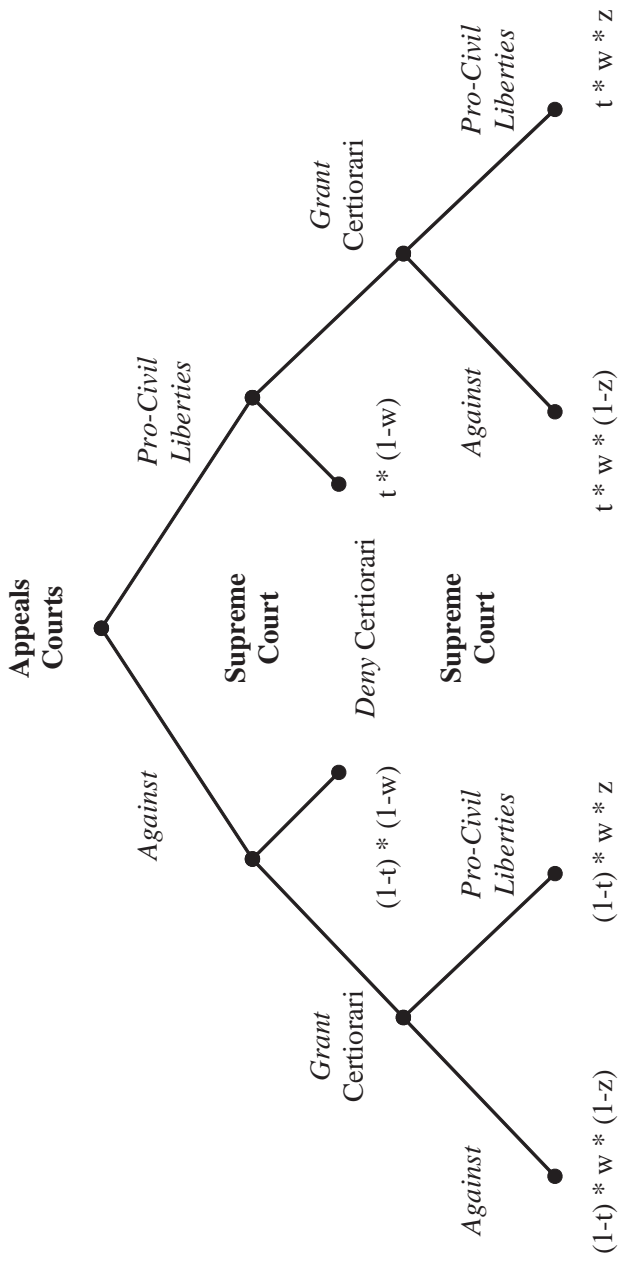 Appeals
Courts
Against
Pro-Civil
Liberties
Supreme
Court
Grant
Certiorari
Grant
Certiorari
Deny Certiorari
(1-t) * (1-w)
t * (1-w)
Against
Pro-Civil
Liberties
Supreme
Court
Against
Pro-Civil
Liberties
(1-t) * w * (1-z)
(1-t) * w * z
t * w * (1-z)
t * w * z